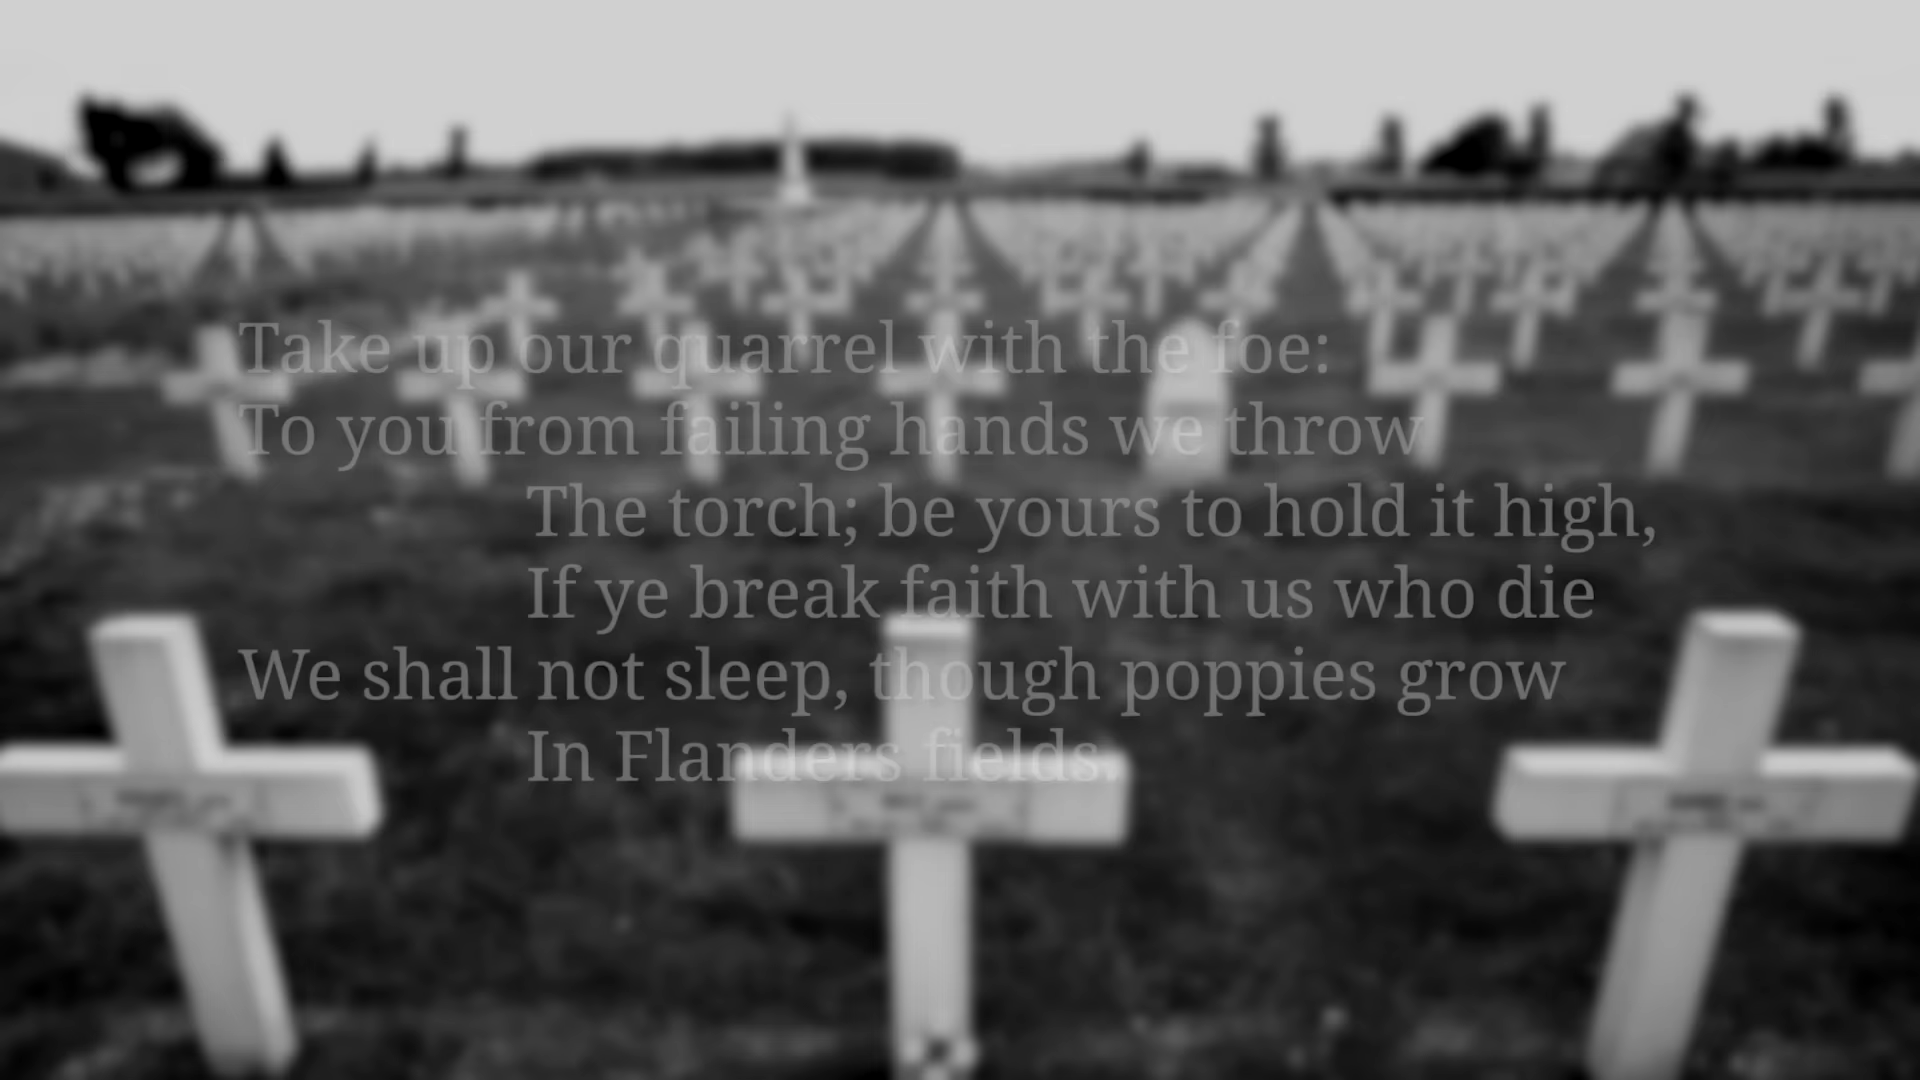 Take up our quarrel with the foe:
To you from failing hands we throw
The torch; be yours to hold it high,
If ye break faith with us who die
We shall not sleep, though poppies grow
In Flanders fields.